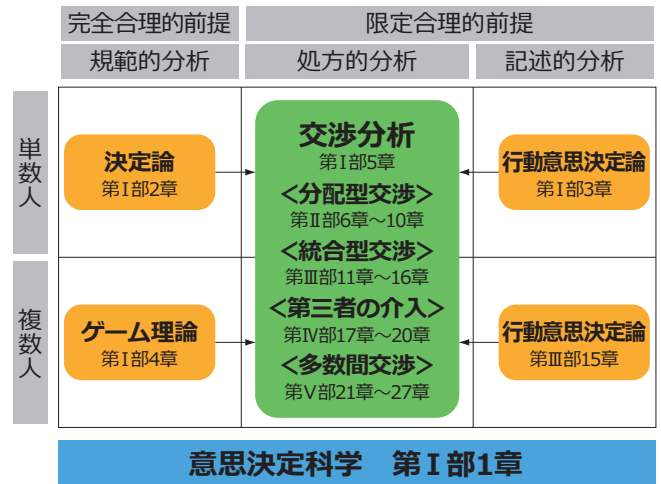 完全合理的前提
限定合理的前提
規範的分析
処方的分析
記述的分析
単数人
決定論
第Ⅰ部2章
交渉分析
第Ⅰ部5章
<分配型交渉>
第Ⅱ部6章～10章
<統合型交渉>
第Ⅲ部11章～16章
<第三者の介入>
第Ⅳ部17章～20章
<多数間交渉>
第Ⅴ部21章～27章
行動意思決定論
第Ⅰ部3章
複数人
ゲーム理論
第Ⅰ部4章
行動意思決定論
第Ⅲ部15章
意思決定科学　第Ⅰ部1章